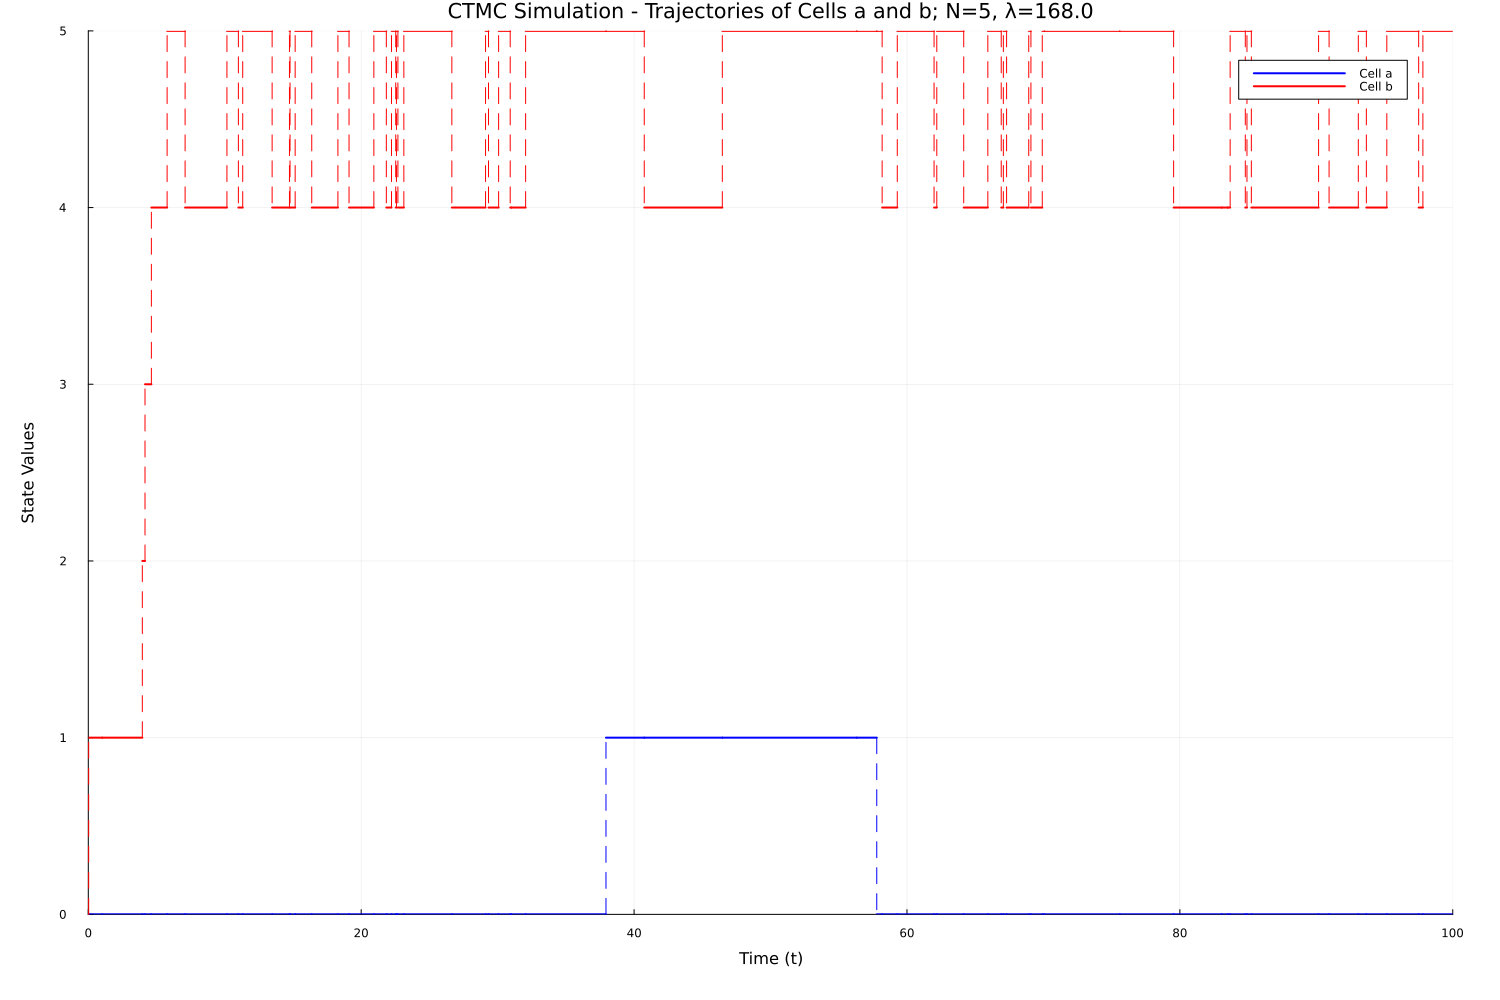 CTMC Simulation - Trajectories of Cells a and b; N=5, λ=168.0
5
Cell a
Cell b
4
3
State Values
2
1
0
0 20 40 60 80 100
Time (t)